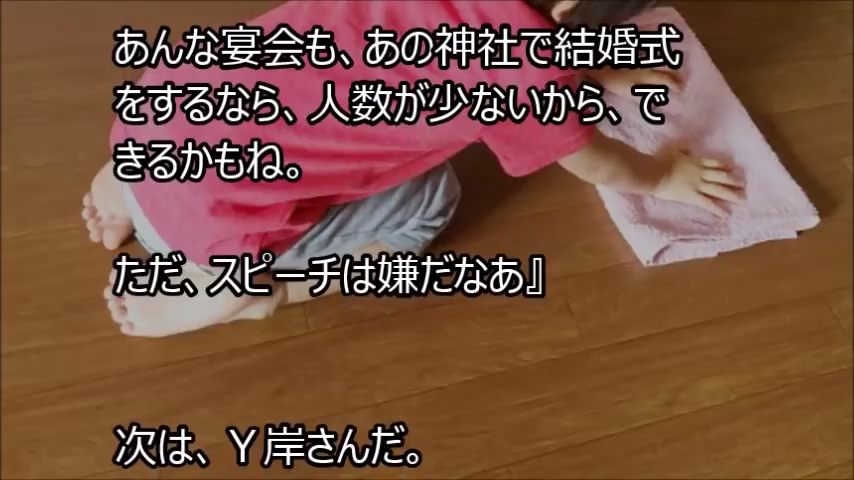 あんな宴会も、あの神社で結婚式
をするなら、人数が少ないから、で
きるかもね。
ただ、スピーチは嫌だなあ』
次は、Ｙ岸さんだ。